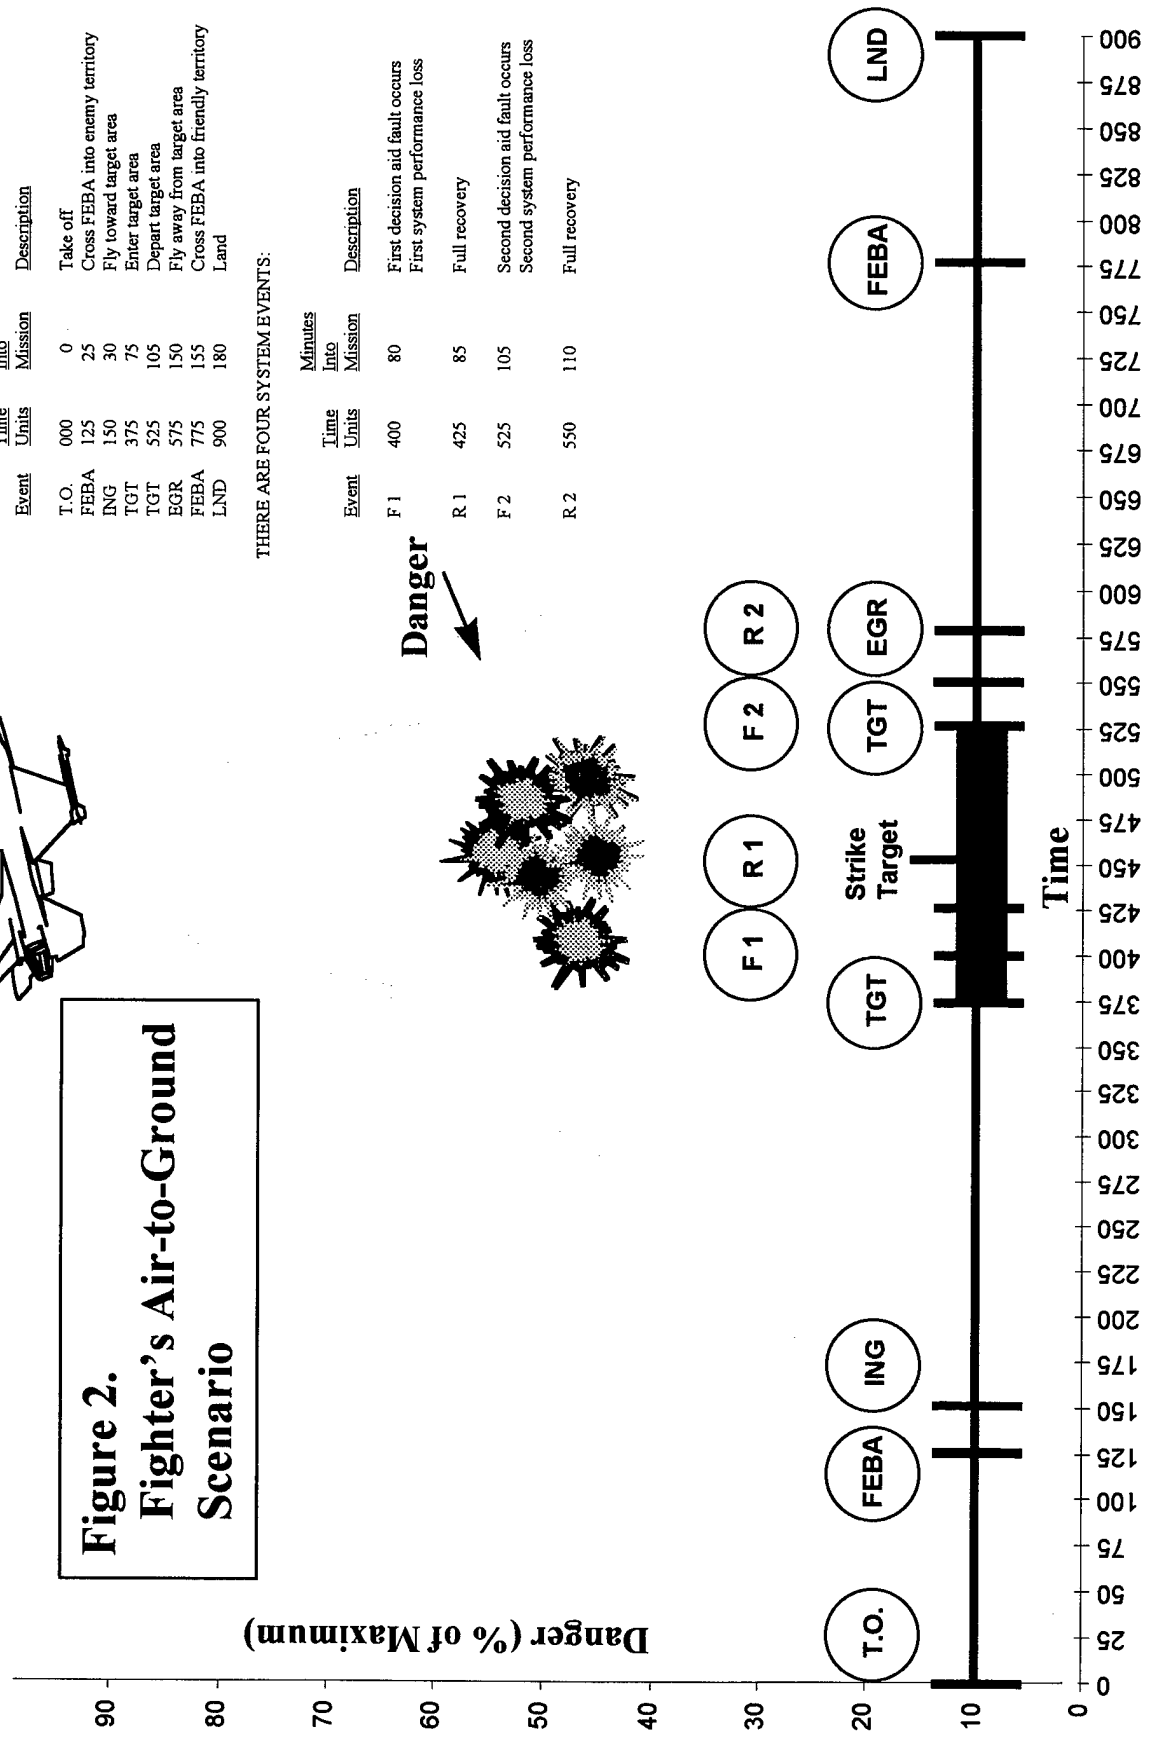 Time Into
Event Units Mission Description
T.O. 000 0 Take off
FEBA 125 25 Cross FEBA into enemy territory
ING 150 30 Fly toward target area
TGT 375 75 Enter target area
TGT 525 105 Depart target area
EGR 575 150 Fly away from target area
FEBA 775 155 Cross FEBA into friendly territory
LND 900 180 Land
THERE ARE FOUR SYSTEM EVENTS:
Minutes
Time Into
Event Units Mission Description
F 1 400 80 First decision aid fault occurs
First system performance loss
R 1 425 85 Full recovery
F 2 525 105 Second decision aid fault occurs
Second system performance loss
R 2 550 110 Full recovery
Figure 2.
Fighter's Air-to-Ground
Scenario
Danger
Danger (% of Maximum)
90
80
70
60
50
40
30
20
10
0
F 1 R 1 F 2 R 2
T.O. FEBA ING TGT TGT EGR FEBA LND
Strike
Target
0 25 50 75 100 125 150 175 200 225 250 275 300 325 350 375 400 425 450 475 500 525 550 575 600 625 650 675 700 725 750 775 800 825 850 875 900
Time